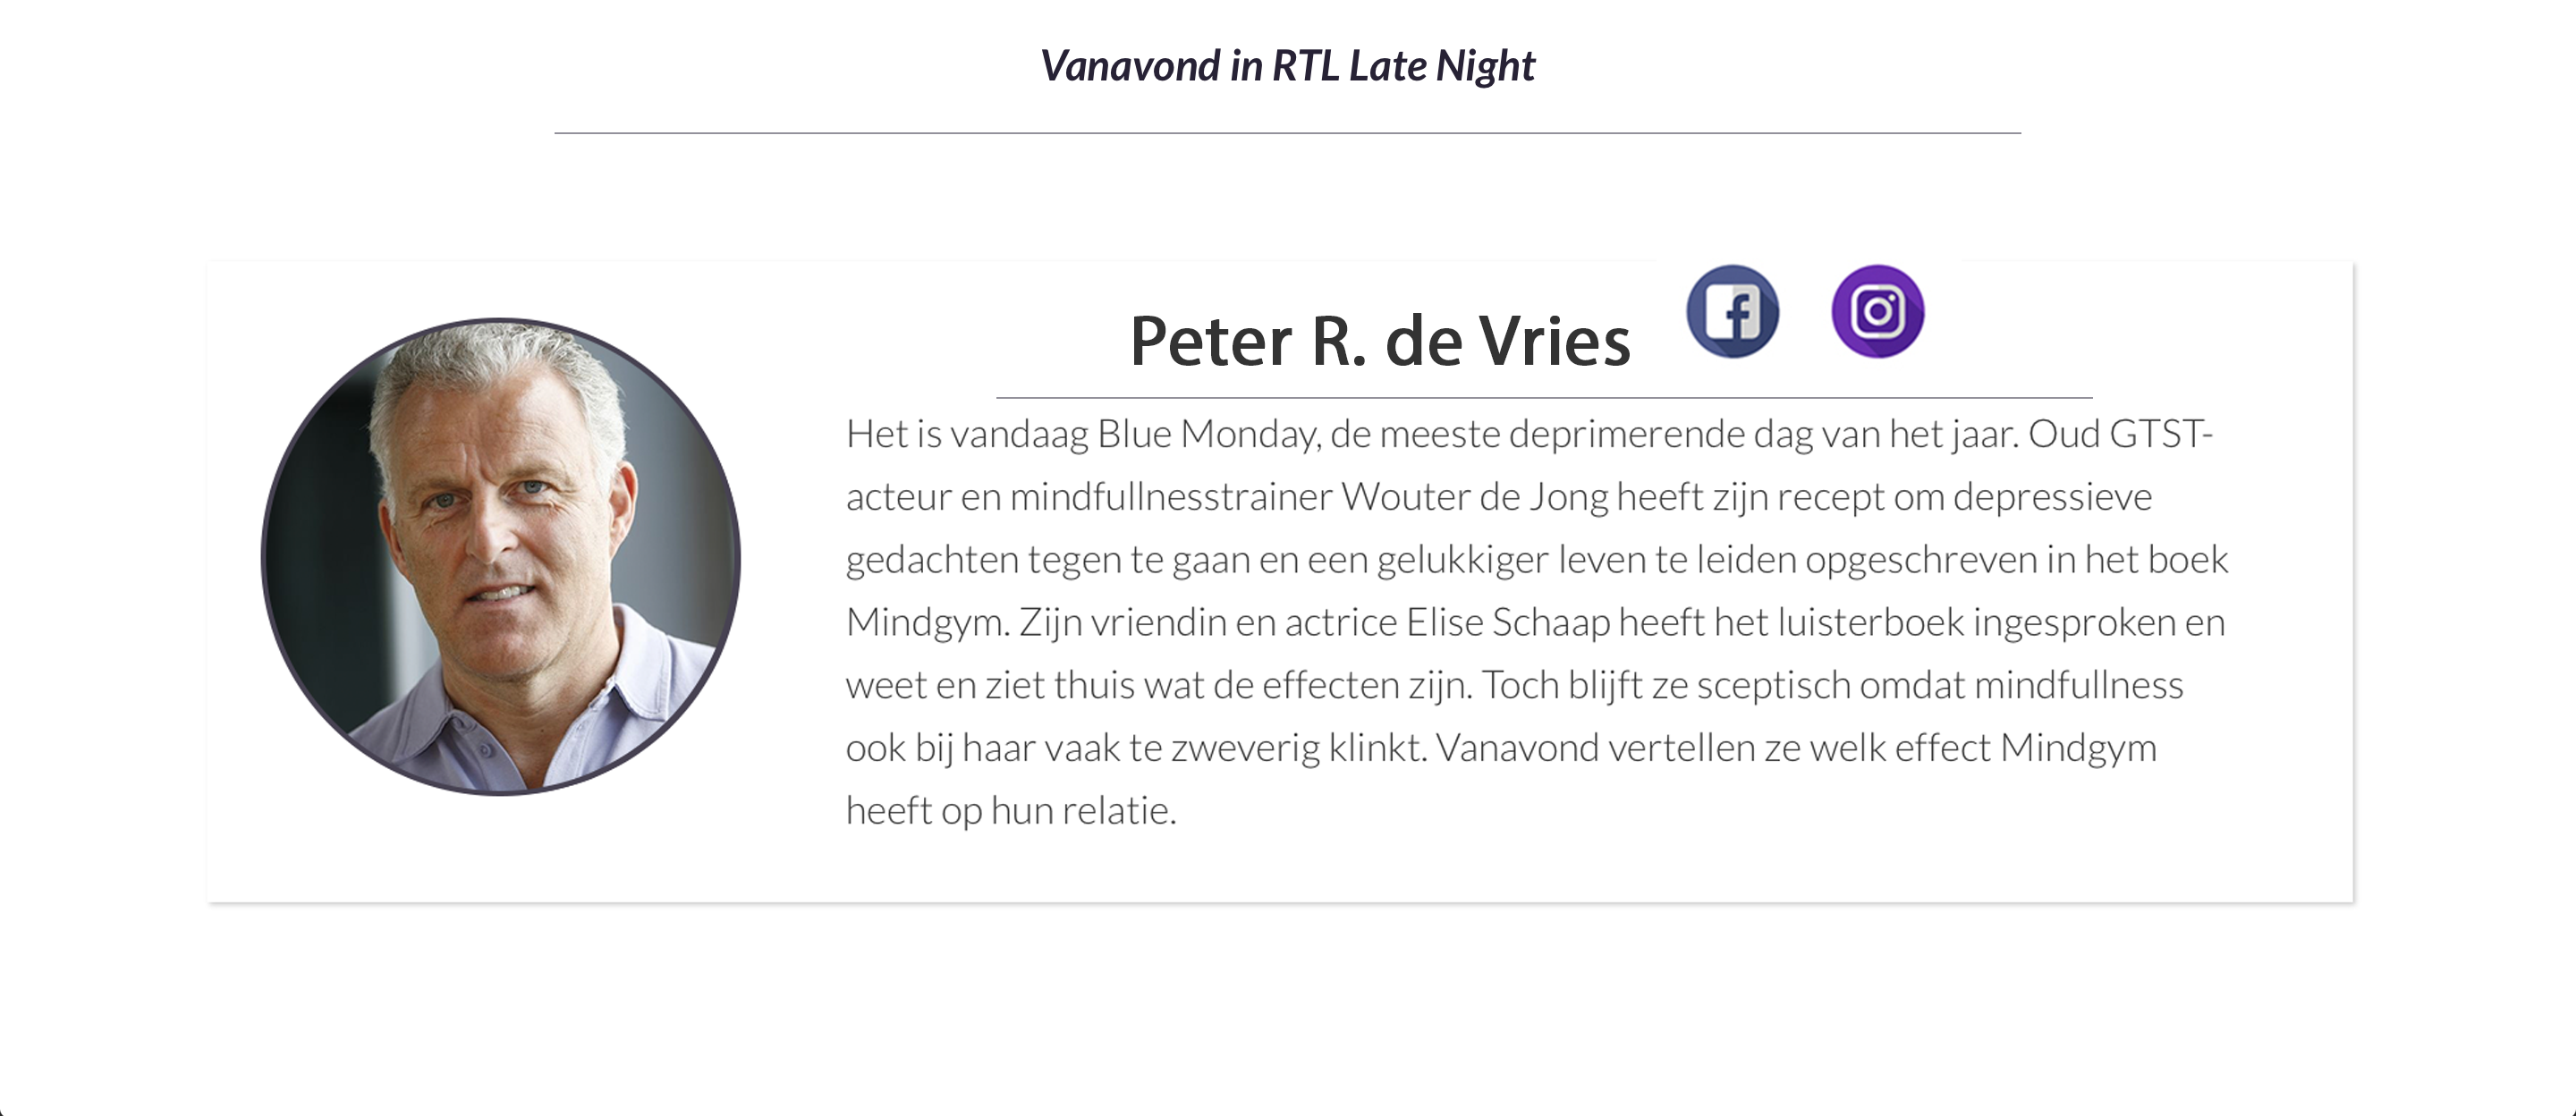 Vanavond in RTL Late Night
Peter R. de Vries
Het is vandaag Blue Monday, de meeste deprimerende dag van het jaar. Oud GTST-
acteur en mindfullnesstrainer Wouter de Jong heeft zijn recept om depressieve
gedachten tegen te gaan en een gelukkiger leven te leiden opgeschreven in het boek
Mindgym. Zijn vriendin en actrice Elise Schaap heeft het luisterboek ingesproken en
weet en ziet thuis wat de effecten zijn. Toch blijft ze sceptisch omdat mindfullness
ook bij haar vaak te zweverig klinkt. Vanavond vertellen ze welk effect Mindgym
heeft op hun relatie.